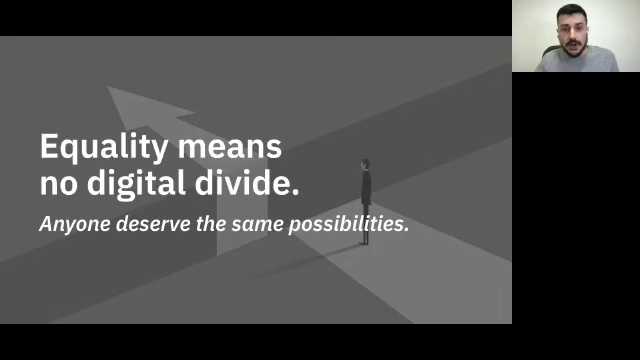 Equality means
no digital divide.
Anyone deserve the same possibilities.